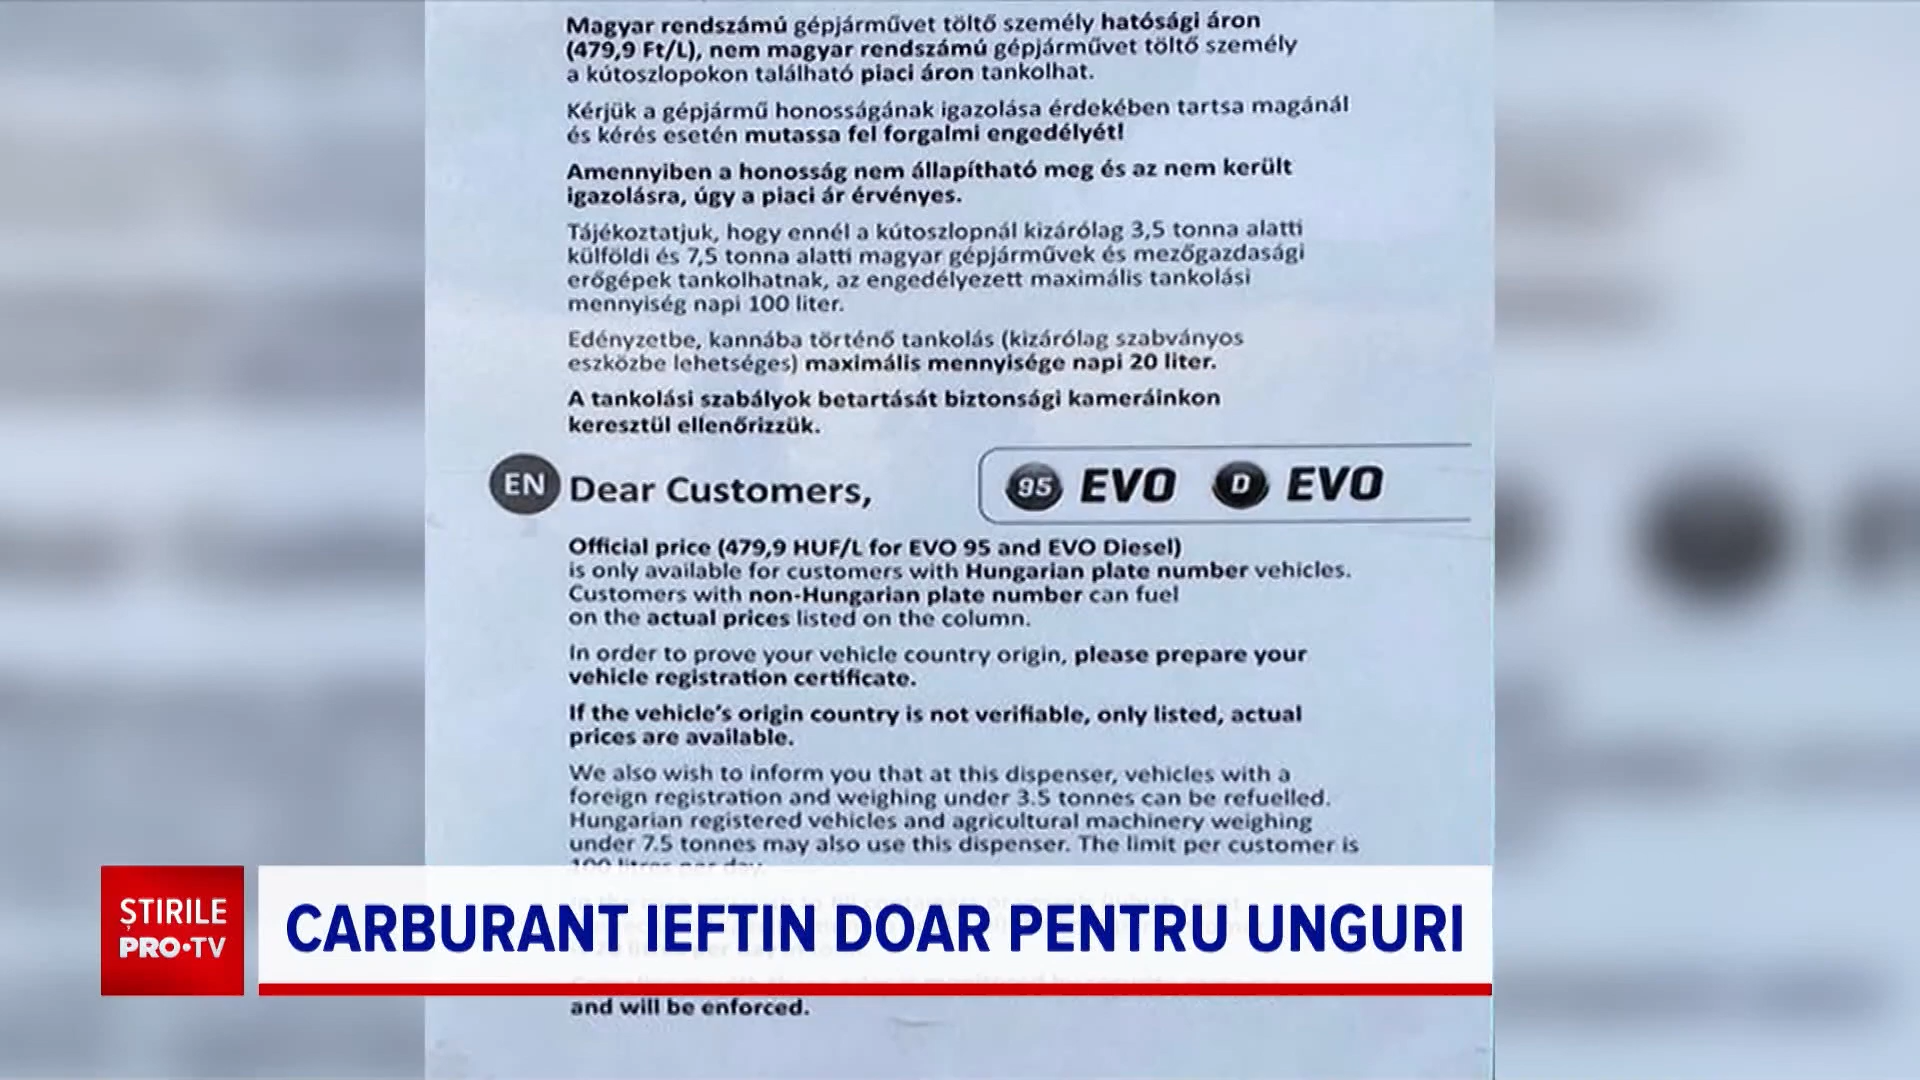 Magyar rendszámú gépjárművet töltő személy hatósági áron
(479,9 Ft/L), nem magyar rendszámú gépjárművet töltő személy
a kútoszlopokon található piaci áron tankolhat.
Kérjük a gépjármű honosságának igazolása érdekében tartsa magánál
és kérés esetén mutassa fel forgalmi engedélyét!
Amennyiben a honosság nem állapítható meg és az nem került
igazolásra, úgy a piaci ár érvényes.
Tájékoztatjuk, hogy ennél a kútoszlopnál kizárólag 3,5 tonna alatti
külföldi és 7,5 tonna alatti magyar gépjárművek és mezőgazdasági
erőgépek tankolhatnak, az engedélyezett maximális tankolási
mennyiség napi 100 liter.
Edényzetbe, kannába történő tankolás (kizárólag szabványos
eszközbe lehetséges) maximális mennyisége napi 20 liter.
A tankolási szabályok betartását biztonsági kameráinkon
keresztül ellenőrizzük.
EN Dear Customers, 95 EVO D EVO
Official price (479,9 HUF/L for EVO 95 and EVO Diesel)
is only available for customers with Hungarian plate number vehicles.
Customers with non-Hungarian plate number can fuel
on the actual prices listed on the column.
In order to prove your vehicle country origin, please prepare your
vehicle registration certificate.
If the vehicle's origin country is not verifiable, only listed, actual
prices are available.
We also wish to inform you that at this dispenser, vehicles with a
foreign registration and weighing under 3.5 tonnes can be refuelled.
Hungarian registered vehicles and agricultural machinery weighing
under 7.5 tonnes may also use this dispenser. The limit per customer is
100 litres per day.
ȘTIRILE
PRO•TV
CARBURANT IEFTIN DOAR PENTRU UNGURI
and will be enforced.